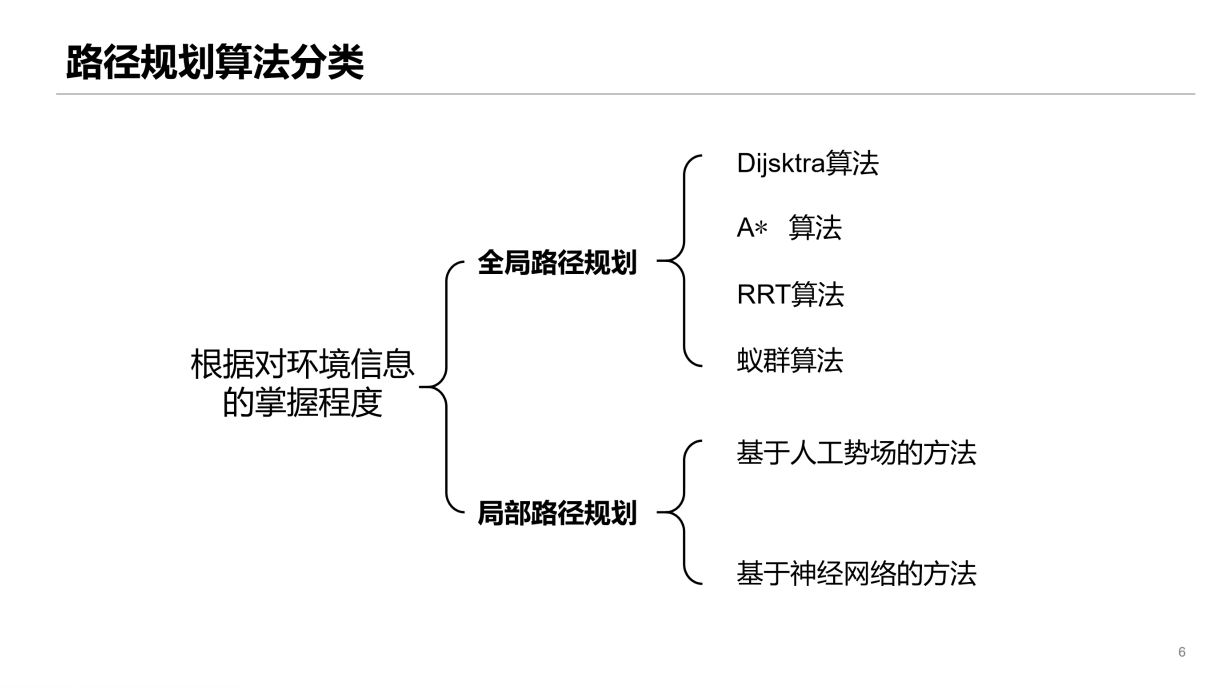 路径规划算法分类
Dijsktra算法
A* 算法
全局路径规划
RRT算法
蚁群算法
根据对环境信息
的掌握程度
基于人工势场的方法
局部路径规划
基于神经网络的方法
6